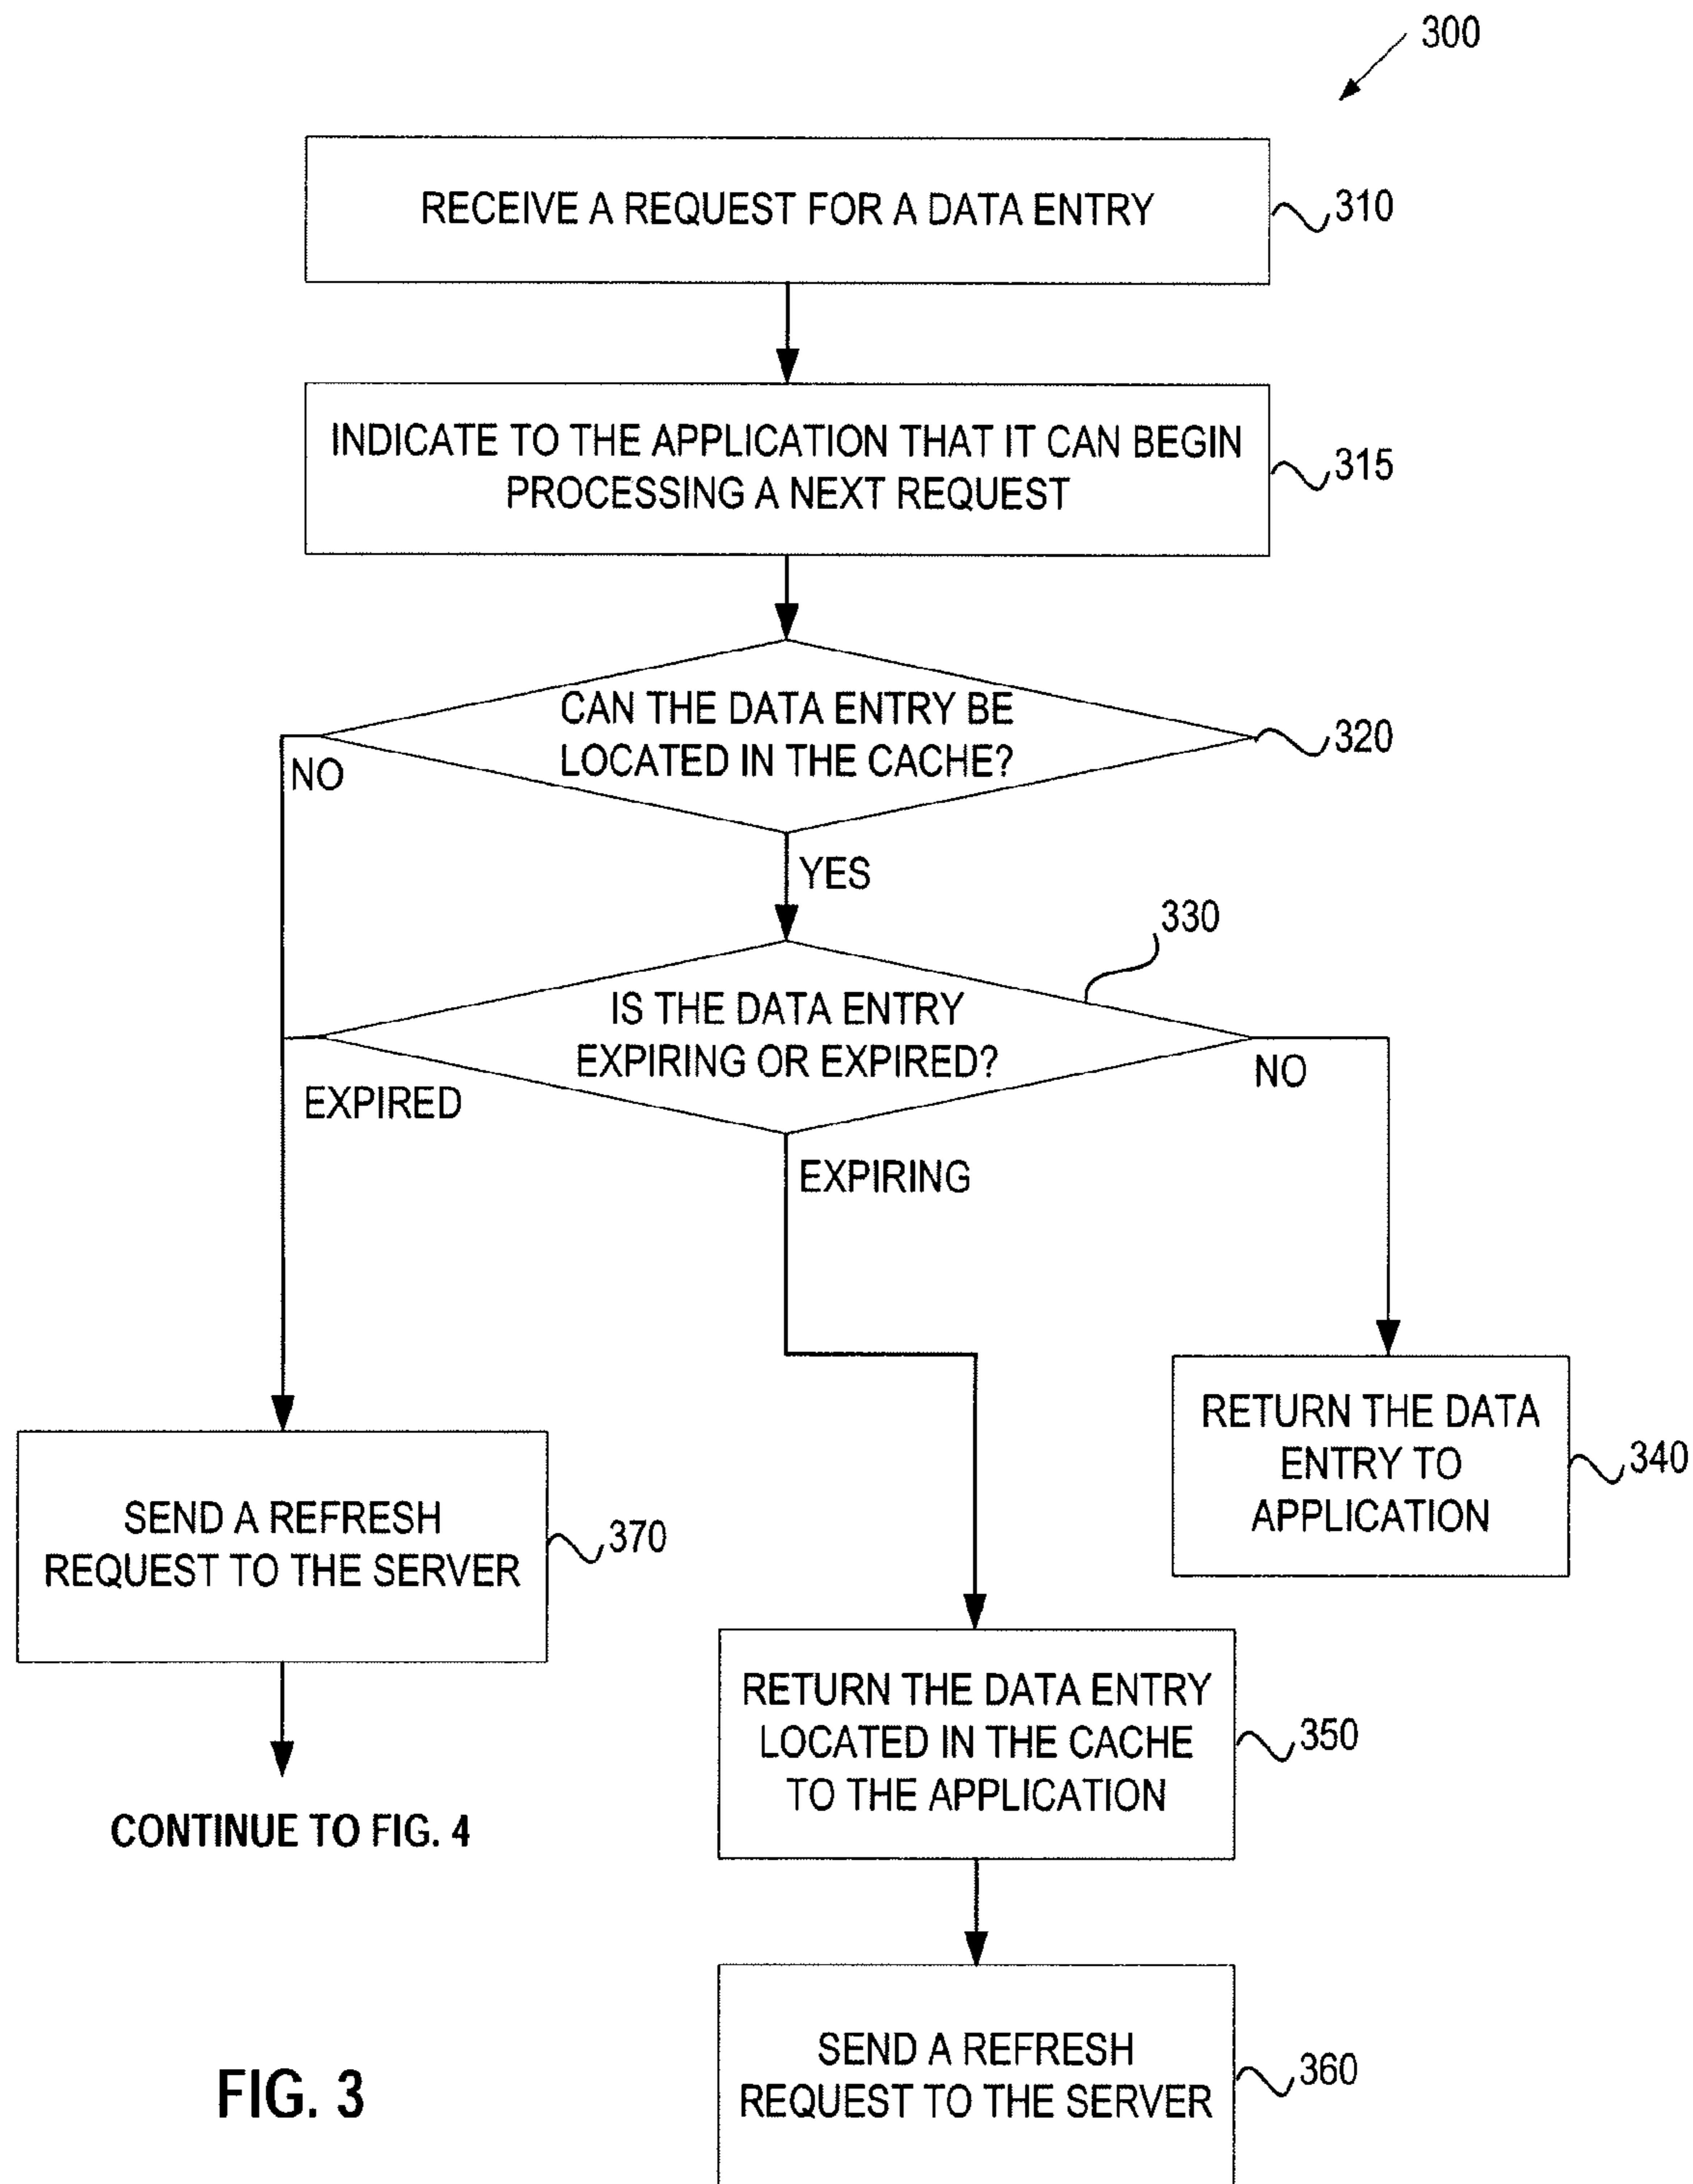 300
RECEIVE A REQUEST FOR A DATA ENTRY
310
INDICATE TO THE APPLICATION THAT IT CAN BEGIN
PROCESSING A NEXT REQUEST
315
CAN THE DATA ENTRY BE
LOCATED IN THE CACHE?
320
NO
YES
330
IS THE DATA ENTRY
EXPIRING OR EXPIRED?
NO
EXPIRED
EXPIRING
RETURN THE DATA
ENTRY TO
APPLICATION
340
SEND A REFRESH
REQUEST TO THE SERVER
370
RETURN THE DATA ENTRY
LOCATED IN THE CACHE
TO THE APPLICATION
350
CONTINUE TO FIG. 4
SEND A REFRESH
REQUEST TO THE SERVER
360
FIG. 3